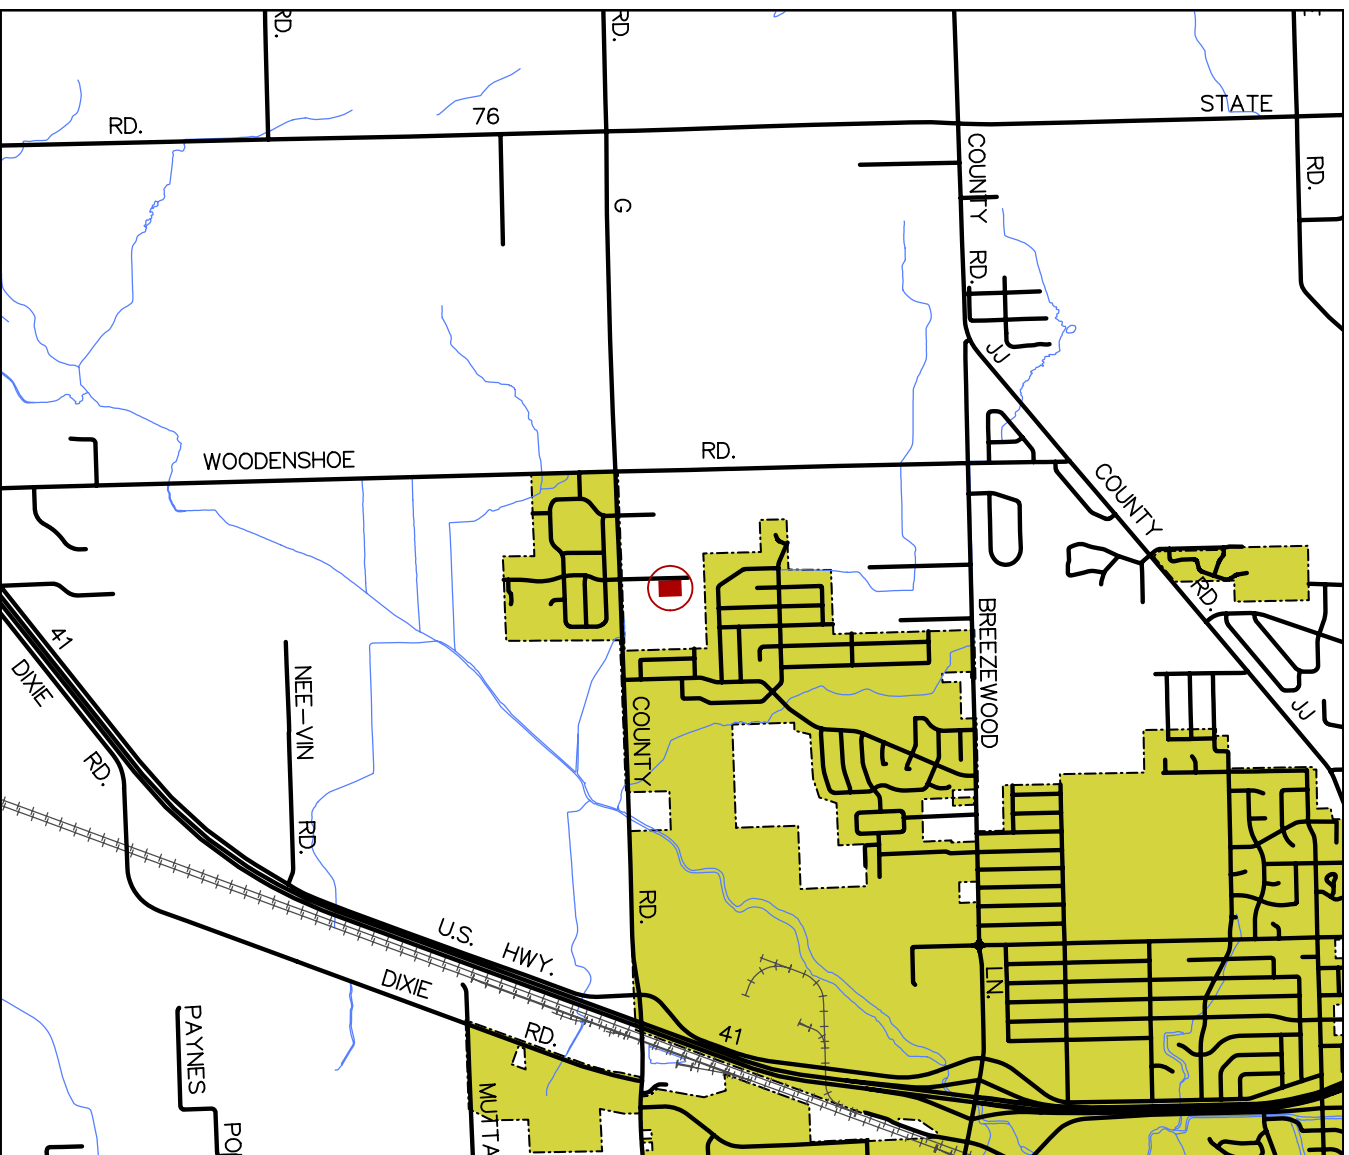 RD.
RD.
STATE
76
RD.
COUNTY
RD.
G
RD.
JJ
RD.
WOODENSHOE
COUNTY
RD.
BREEZEWOOD
41
DIXIE
NEE-VIN
COUNTY
JJ
RD.
RD.
RD.
U.S.
HWY.
DIXIE
LN.
PAYNES
RD.
41
MUTTA